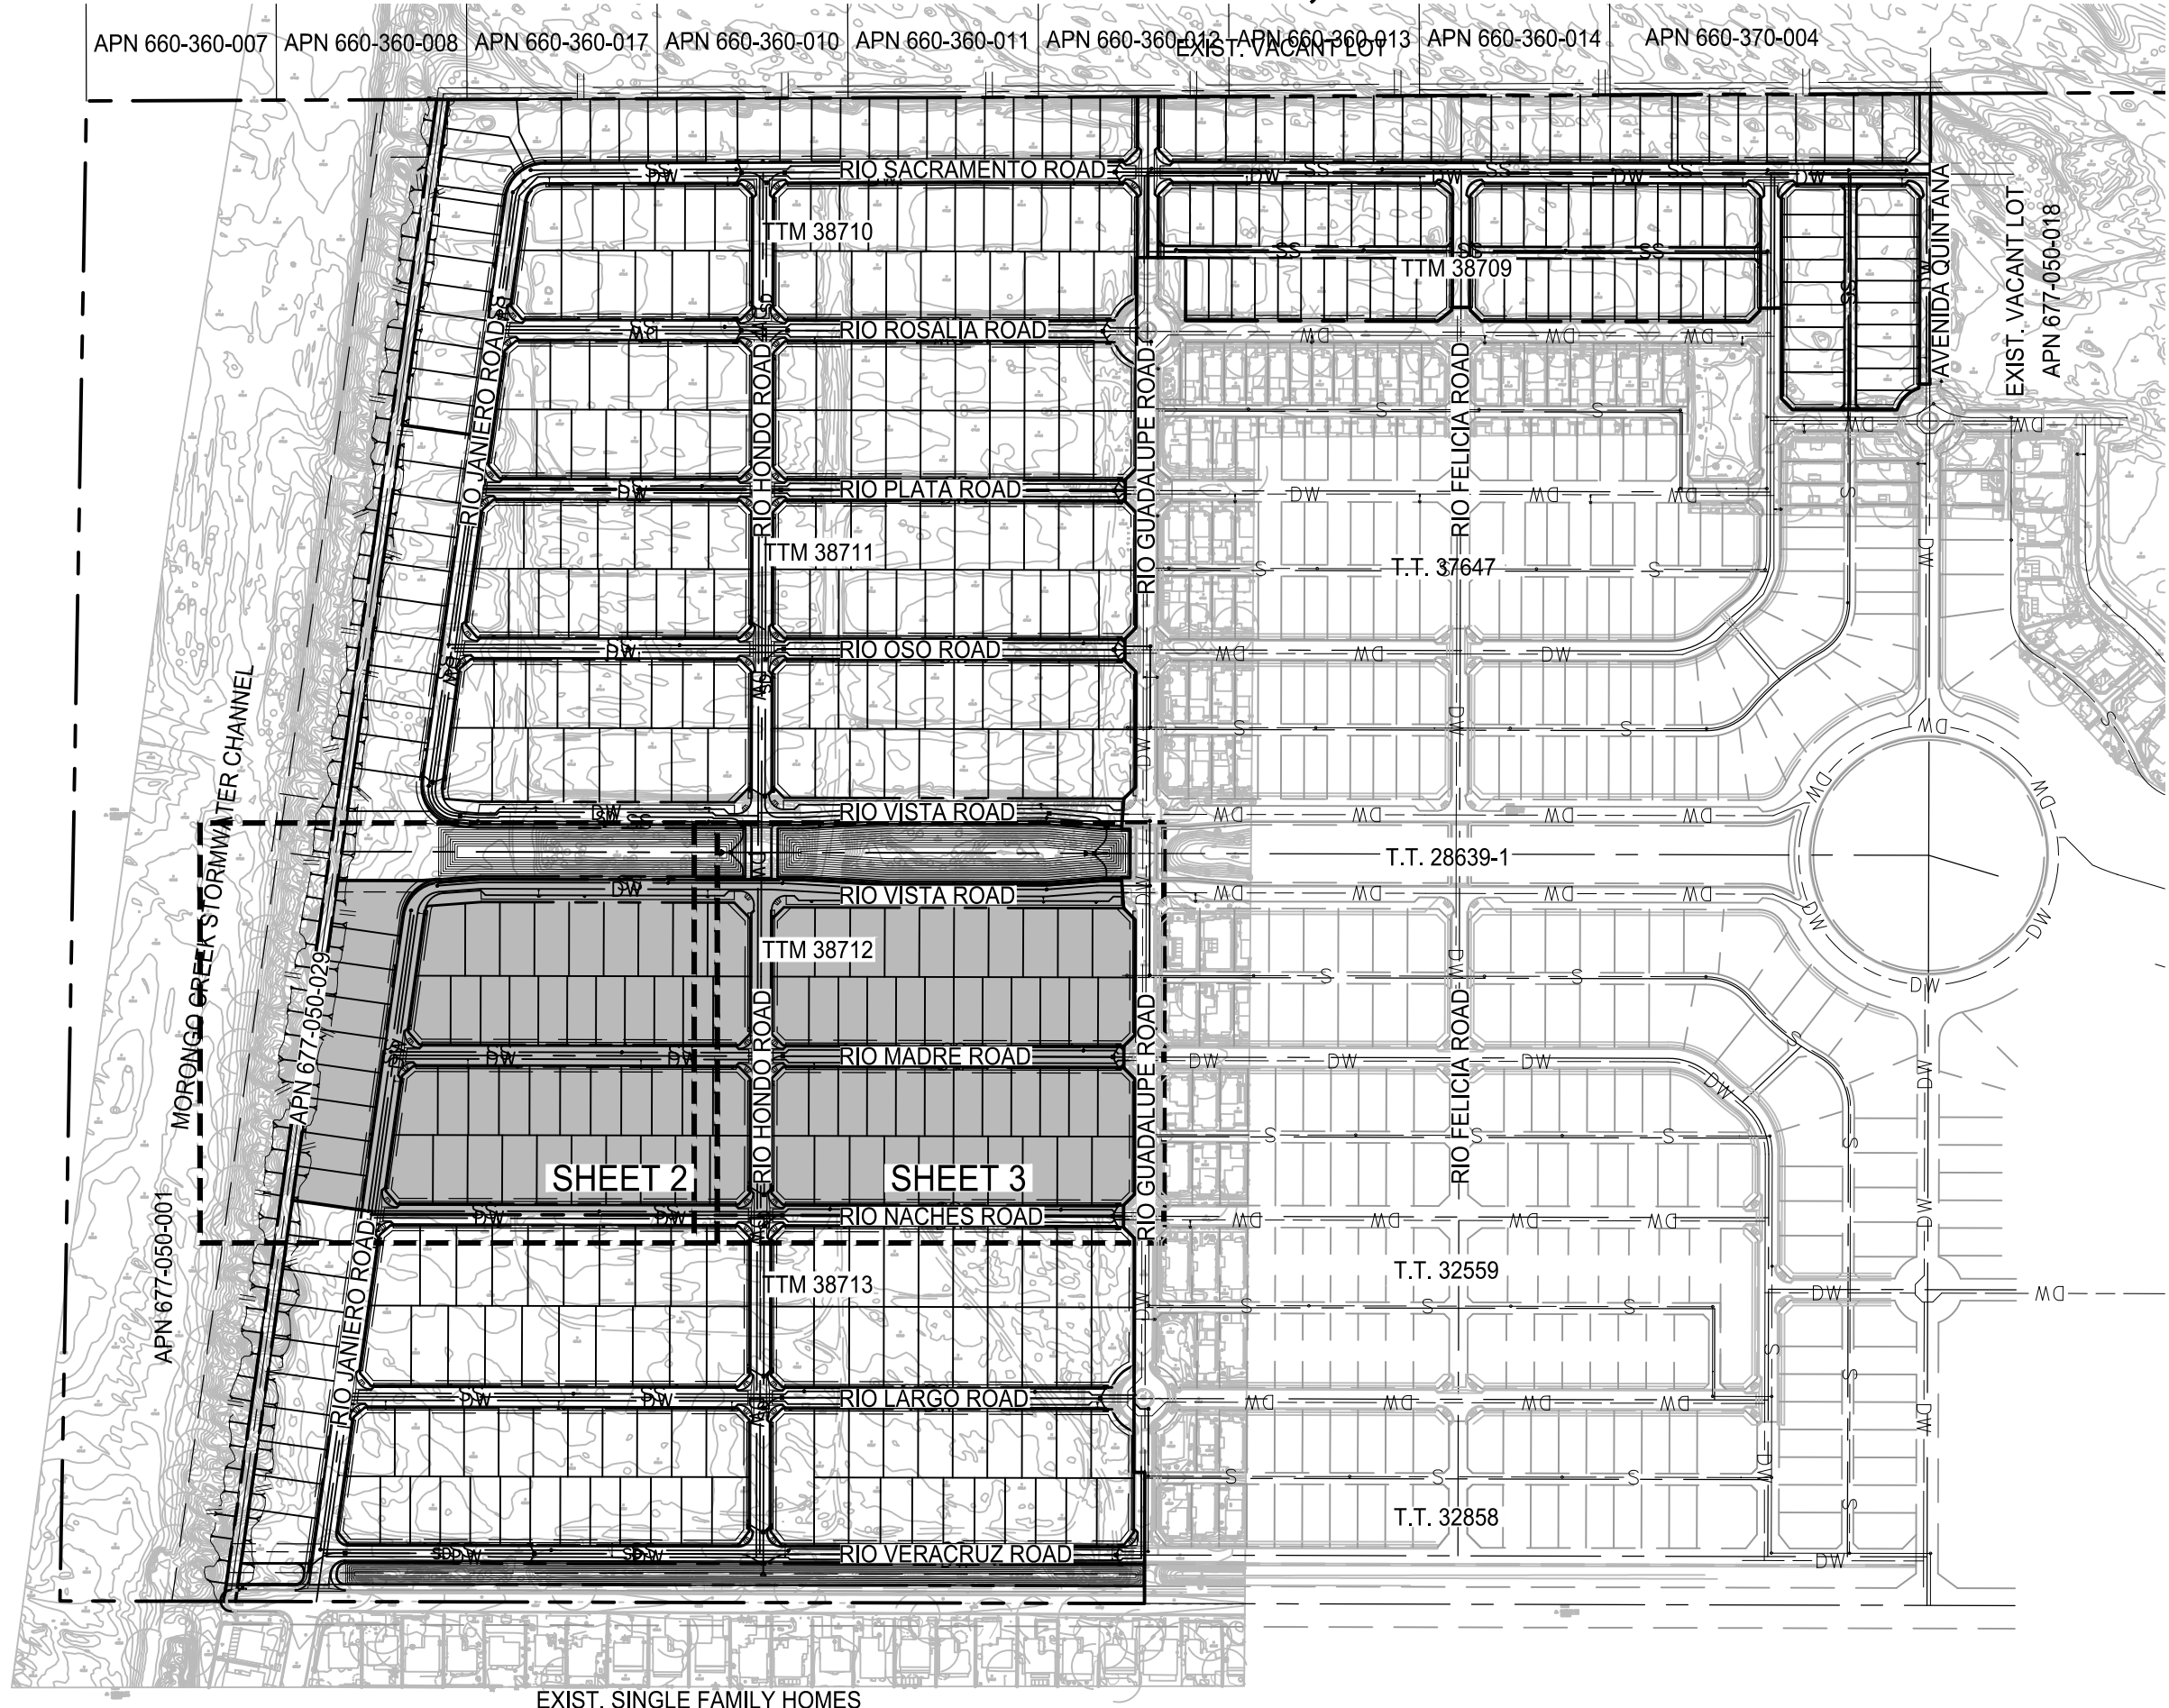 APN 660-360-007
APN 660-360-008
APN 660-360-017
APN 660-360-010
APN 660-360-011
APN 660-360-012
APN 660-360-013
APN 660-360-014
APN 660-370-004
EXIST. VACANT LOT
RIO SACRAMENTO ROAD
TTM 38710
TTM 38709
AVENIDA QUINTANA
EXIST. VACANT LOT
APN 677-050-018
RIO ROSALIA ROAD
RIO JANIERO ROAD
RIO HONDO ROAD
RIO GUADALUPE ROAD
RIO FELICIA ROAD
RIO PLATA ROAD
TTM 38711
T.T. 37647
RIO OSO ROAD
MORONGO CREEK STORMWATER CHANNEL
RIO VISTA ROAD
T.T. 28639-1
RIO VISTA ROAD
TTM 38712
APN 677-050-029
RIO HONDO ROAD
RIO GUADALUPE ROAD
RIO FELICIA ROAD
RIO MADRE ROAD
SHEET 2
SHEET 3
RIO NACHES ROAD
APN 677-050-001
RIO JANIERO ROAD
TTM 38713
T.T. 32559
RIO LARGO ROAD
T.T. 32858
RIO VERACRUZ ROAD
EXIST. SINGLE FAMILY HOMES